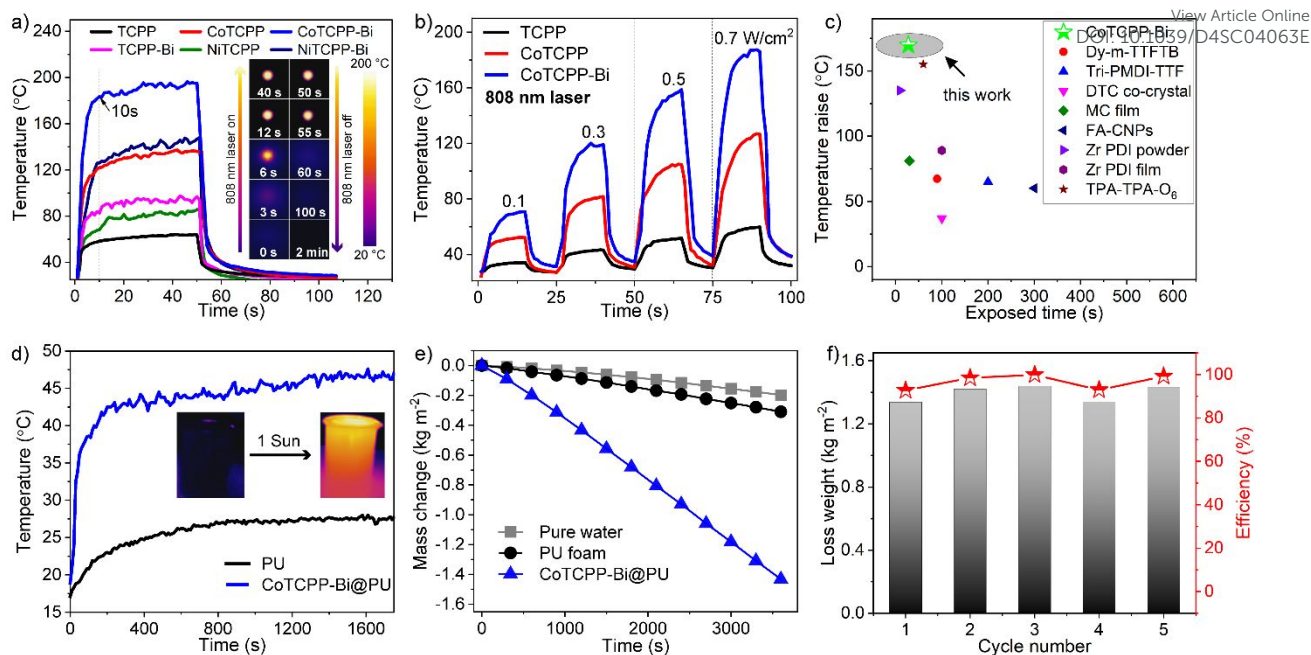 View Article Online
DOI: 10.1039/D4SC04063E
a)
TCPP CoTCPP CoTCPP-Bi
TCPP-Bi NiTCPP NiTCPP-Bi
Temperature (°C)
240
200
160
120
80
40
10s
808 nm laser on
40 s 50 s
12 s 55 s
6 s 60 s
3 s 100 s
0 s 2 min
808 nm laser off
200 °C
20 °C
0 20 40 60 80 100 120
Time (s)
b)
TCPP
CoTCPP
CoTCPP-Bi
808 nm laser
0.1
0.3
0.5
0.7 W/cm²
Temperature (°C)
200
160
120
80
40
0 25 50 75 100
Time (s)
c)
CoTCPP-Bi
Dy-m-TTFTB
Tri-PMDI-TTF
DTC co-crystal
MC film
FA-CNPs
Zr PDI powder
Zr PDI film
TPA-TPA-O₆
this work
Temperature raise (°C)
150
125
100
75
50
25
0
0 100 200 300 400 500 600
Exposed time (s)
d)
Temperature (°C)
50
45
40
35
30
25
20
15
1 Sun
PU
CoTCPP-Bi@PU
0 400 800 1200 1600
Time (s)
e)
Mass change (kg m⁻²)
0.0
-0.2
-0.4
-0.6
-0.8
-1.0
-1.2
-1.4
-1.6
Pure water
PU foam
CoTCPP-Bi@PU
0 1000 2000 3000
Time (s)
f)
Loss weight (kg m⁻²)
1.6
1.2
0.8
0.4
0.0
100
80
60
40
20
0
Efficiency (%)
1 2 3 4 5
Cycle number